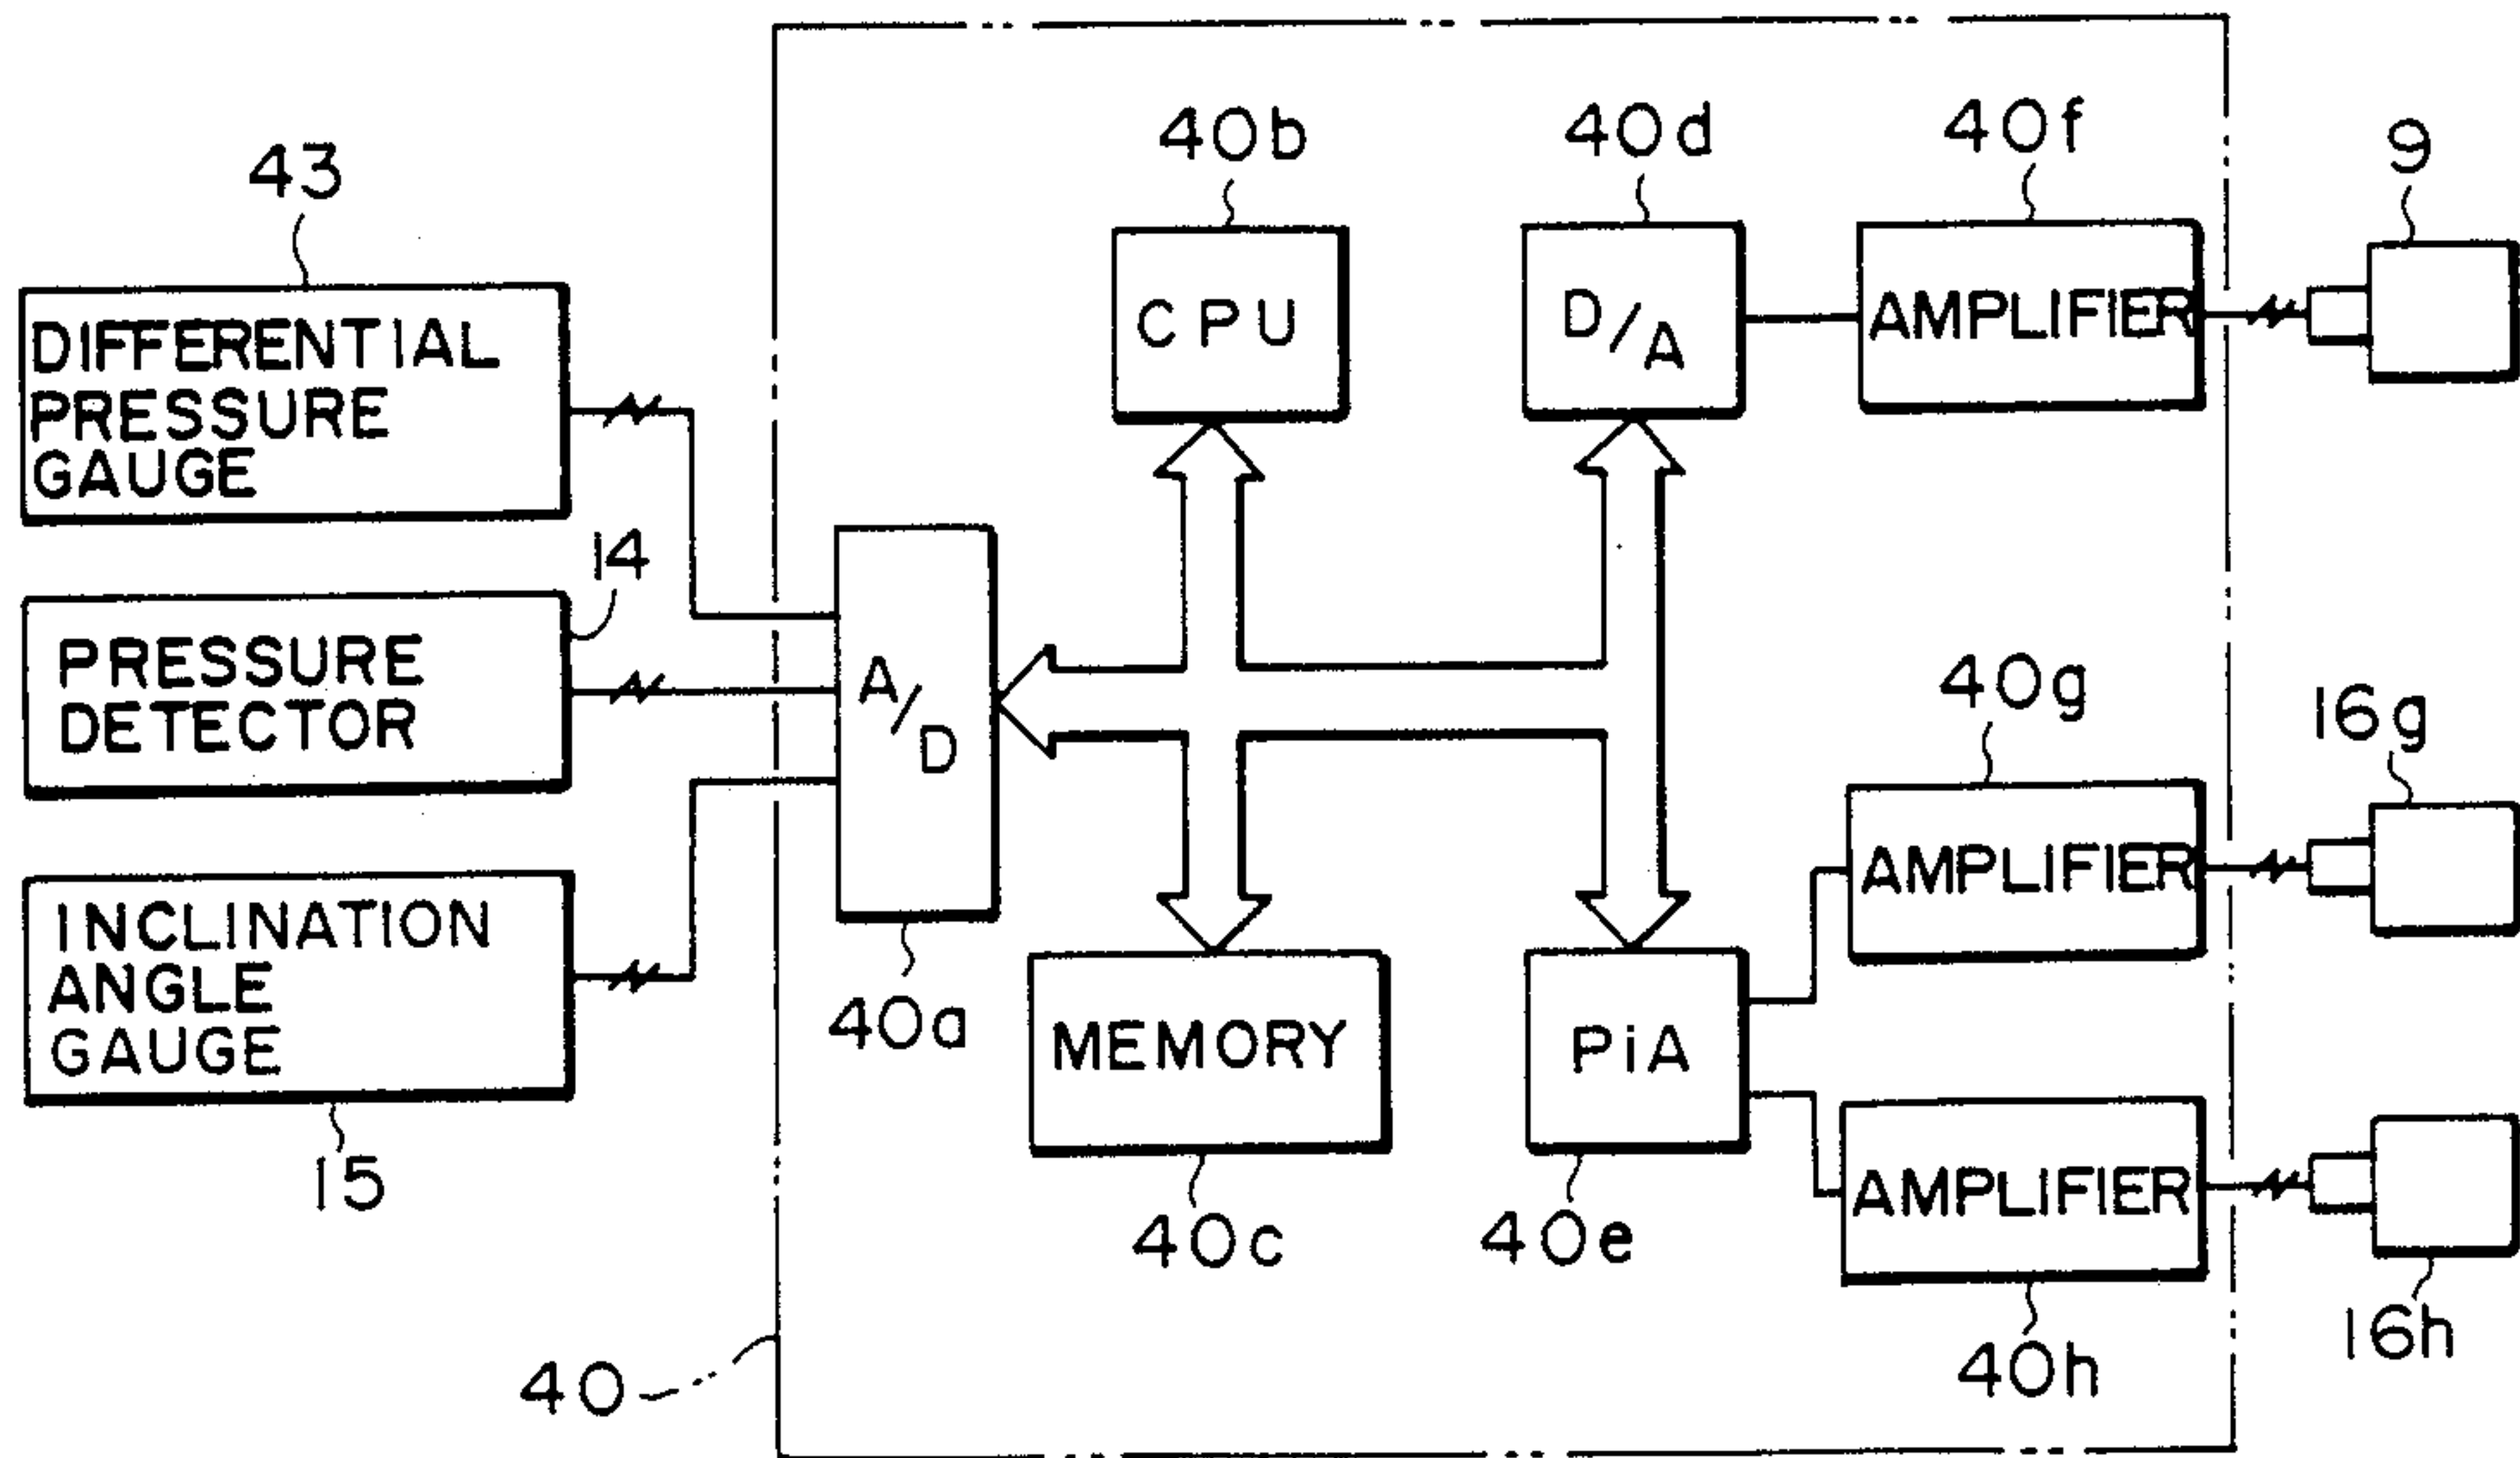 40b
40d
40f
9
43
CPU
D/A
AMPLIFIER
DIFFERENTIAL
PRESSURE
GAUGE
14
PRESSURE
DETECTOR
A/D
40g
16g
AMPLIFIER
INCLINATION
ANGLE
GAUGE
40a
MEMORY
PiA
15
AMPLIFIER
40c
40e
16h
40
40h